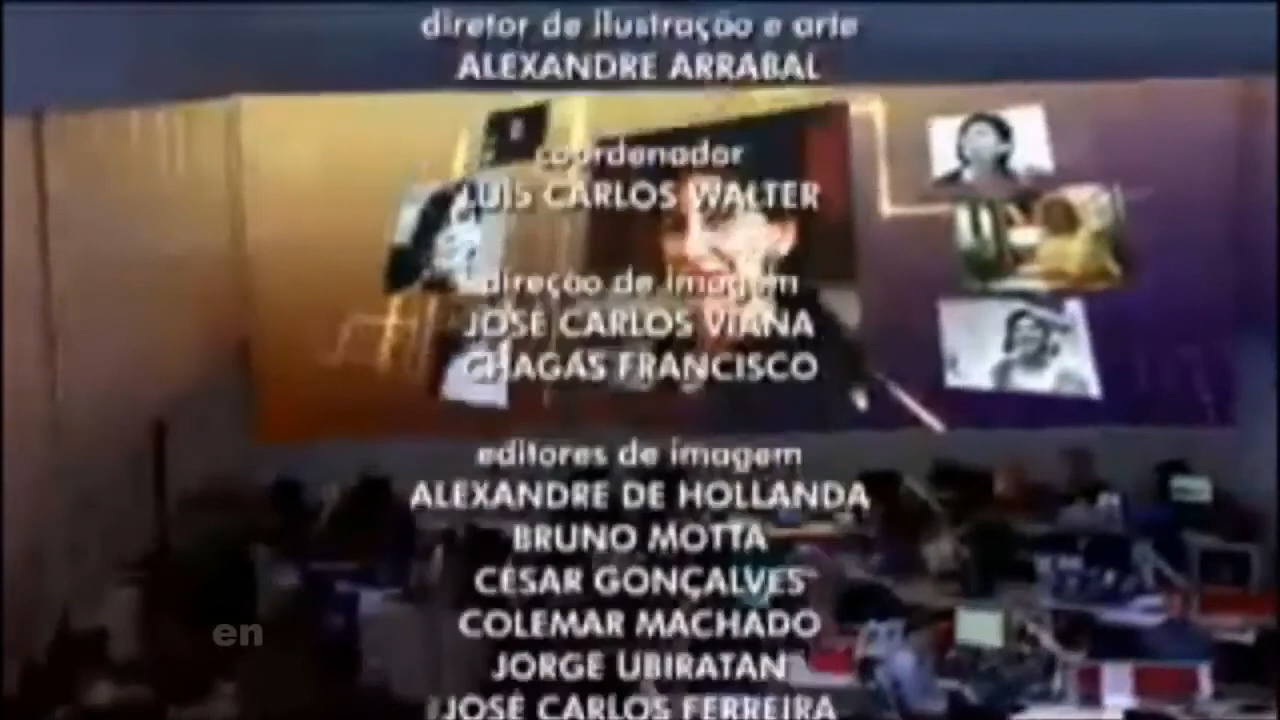 diretor de ilustração e arte
ALEXANDRE ARRABAL
coordenador
LUIS CARLOS WALTER
direção de imagem
JOSÉ CARLOS VIANA
CHAGAS FRANCISCO
editores de imagem
ALEXANDRE DE HOLLANDA
BRUNO MOTTA
CÉSAR GONÇALVES
COLEMAR MACHADO
en
JORGE UBIRATAN
JOSÉ CARLOS FERREIRA